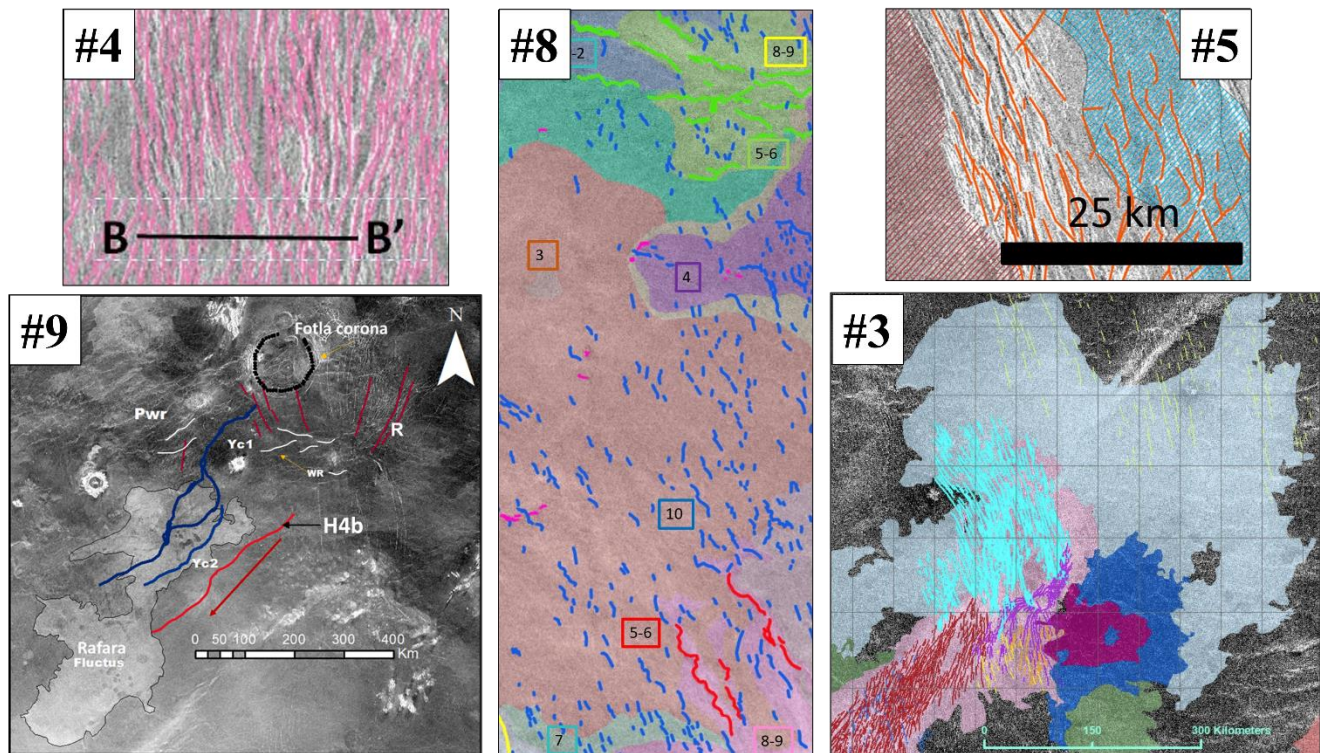 #4
B B'
#8
-2
8-9
5-6
3
4
10
5-6
7
8-9
#5
25 km
#9
N
Fotla corona
Pwr
R
Yc1
WR
H4b
Yc2
0 50 100 200 300 400
Km
Rafara
Fluctus
#3
0 150 300 Kilometers